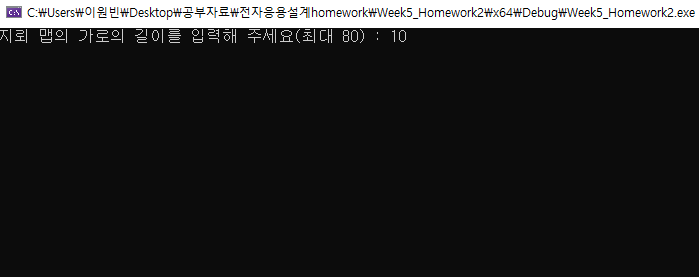 C:₩Users₩이원빈₩Desktop₩공부자료₩전자응용설계homework₩Week5_Homework2₩x64₩Debug₩Week5_Homework2.exe
지뢰 맵의 가로의 길이를 입력해 주세요(최대 80) : 10